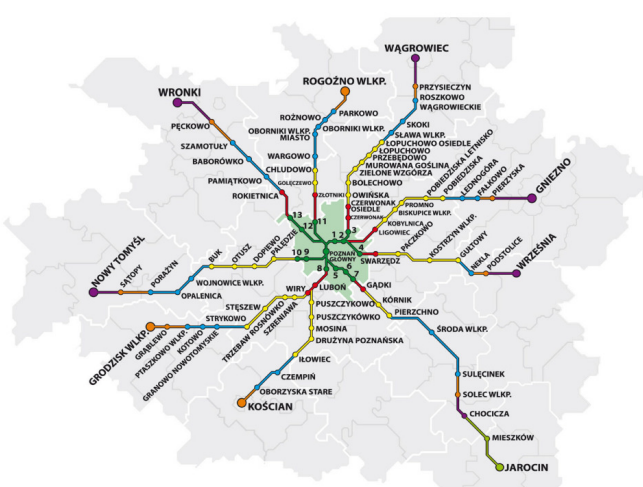 WĄGROWIEC
PRZYSIECZYN
ROSZKOWO
WĄGROWIECKIE
SKOKI
SŁAWA WLKP.
ŁOPUCHOWO OSIEDLE
ŁOPUCHOWO
PRZEBĘDOWO
MUROWANA GOŚLINA
ZIELONE WZGÓRZA
BOLECHOWO
OWIŃSKA
CZERWONAK
OSIEDLE
CZERWONAK
ROGOŹNO WLKP.
PARKOWO
ROŻNOWO
OBORNIKI WLKP.
OBORNIKI WLKP.
MIASTO
WARGOWO
CHLUDOWO
GOLĘCZEWO
ZŁOTNIKI
WRONKI
PĘCKOWO
SZAMOTUŁY
BABORÓWKO
PAMIĄTKOWO
ROKIETNICA
GNIEZNO
PIERZYSKA
FAŁKOWO
LEDNOGÓRA
POBIEDZISKA
POBIEDZISKA LETNISKO
PROMNO
BISKUPICE WLKP.
KOBYLNICA
LIGOWIEC
WRZEŚNIA
PODSTOLICE
NEKLA
GUŁTOWY
KOSTRZYN WLKP.
PACZKOWO
SWARZĘDZ
13
12
11
1 2
3
4
POZNAŃ
GŁÓWNY
10 9
8
5
6
7
NOWY TOMYŚL
SĄTOPY
PORAŻYN
OPALENICA
WOJNOWICE WLKP.
BUK
OTUSZ
DOPIEWO
PALĘDZIE
GRODZISK WLKP.
GRĄBLEWO
PTASZKOWO WLKP.
KOTOWO
GRANOWO NOWOTOMYSKIE
STRYKOWO
STĘSZEW
TRZEBAW ROSNÓWKO
SZRENIAWA
WIRY
LUBOŃ
PUSZCZYKOWO
PUSZCZYKÓWKO
MOSINA
DRUŻYNA POZNAŃSKA
IŁOWIEC
CZEMPIŃ
OBORZYSKA STARE
KOŚCIAN
GĄDKI
KÓRNIK
PIERZCHNO
ŚRODA WLKP.
SULĘCINEK
SOLEC WLKP.
CHOCICZA
MIESZKÓW
JAROCIN